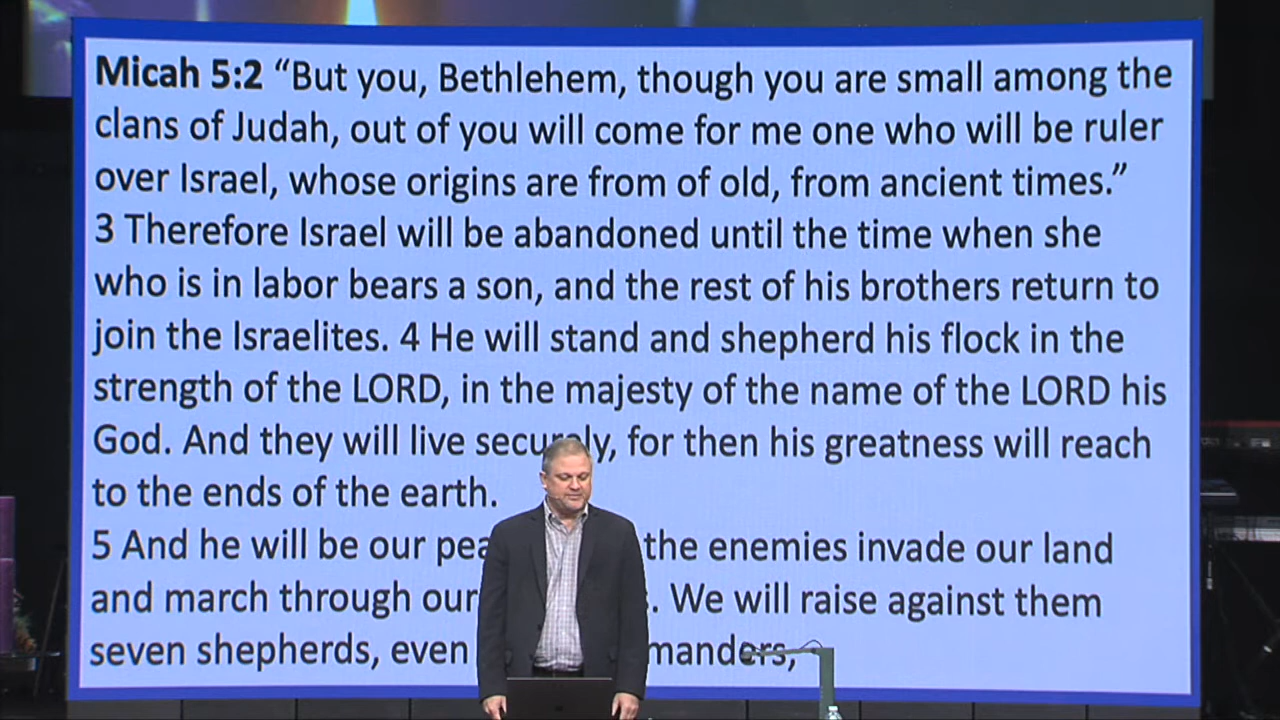 Micah 5:2 “But you, Bethlehem, though you are small among the
clans of Judah, out of you will come for me one who will be ruler
over Israel, whose origins are from of old, from ancient times.”
3 Therefore Israel will be abandoned until the time when she
who is in labor bears a son, and the rest of his brothers return to
join the Israelites. 4 He will stand and shepherd his flock in the
strength of the LORD, in the majesty of the name of the LORD his
God. And they will live securely, for then his greatness will reach
to the ends of the earth.
5 And he will be our the enemies invade our land
and march through our We will raise against them
seven shepherds, even